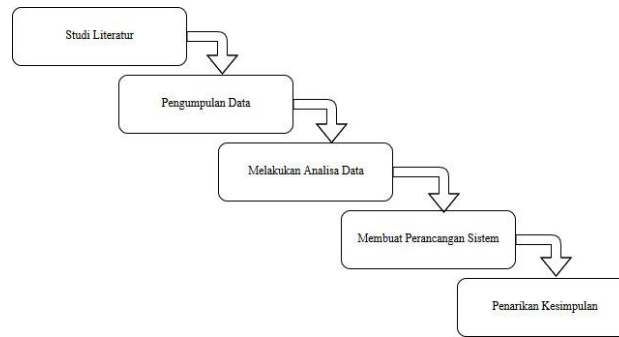 Studi Literatur
Pengumpulan Data
Melakukan Analisa Data
Membuat Perancangan Sistem
Penarikan Kesimpulan